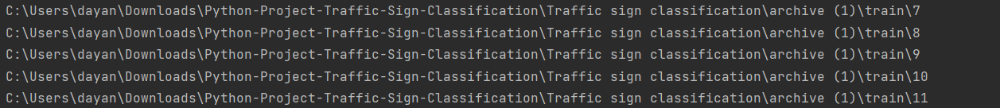 C:\Users\dayan\Downloads\Python-Project-Traffic-Sign-Classification\Traffic sign classification\archive (1)\train\7
C:\Users\dayan\Downloads\Python-Project-Traffic-Sign-Classification\Traffic sign classification\archive (1)\train\8
C:\Users\dayan\Downloads\Python-Project-Traffic-Sign-Classification\Traffic sign classification\archive (1)\train\9
C:\Users\dayan\Downloads\Python-Project-Traffic-Sign-Classification\Traffic sign classification\archive (1)\train\10
C:\Users\dayan\Downloads\Python-Project-Traffic-Sign-Classification\Traffic sign classification\archive (1)\train\11